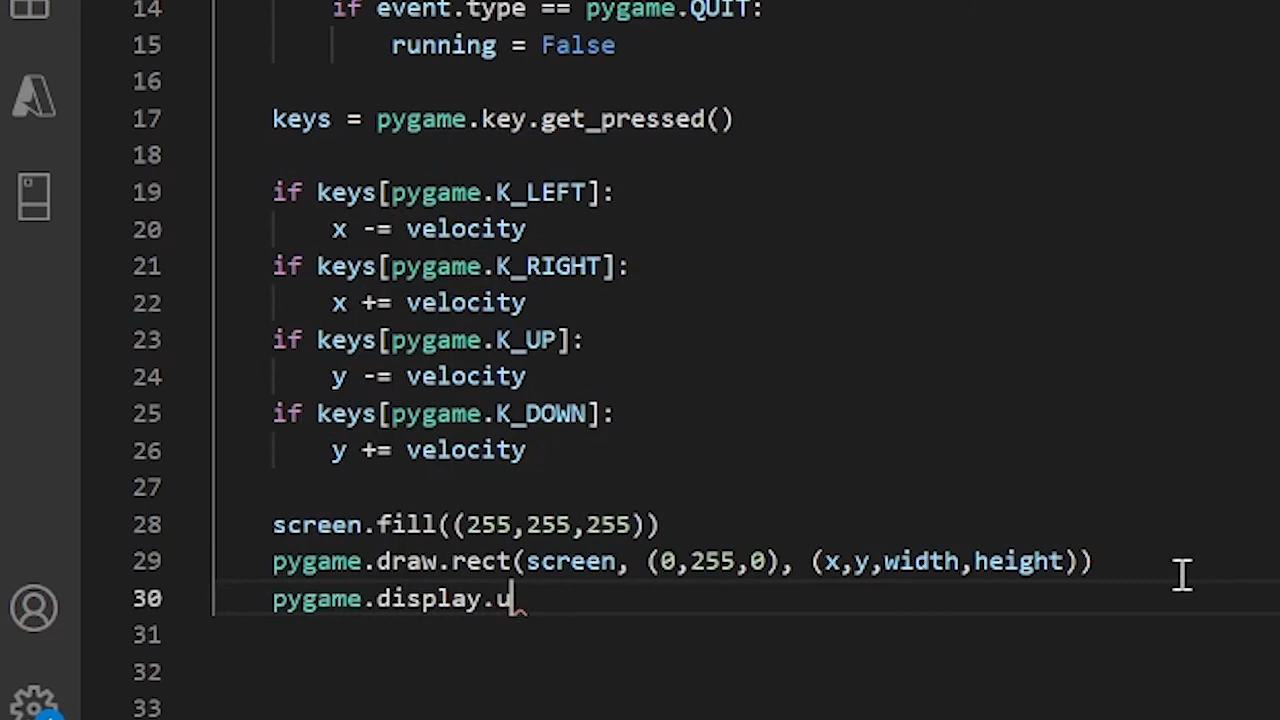 14 if event.type == pygame.QUIT:
15 running = False
16
17 keys = pygame.key.get_pressed()
18
19 if keys[pygame.K_LEFT]:
20 x -= velocity
21 if keys[pygame.K_RIGHT]:
22 x += velocity
23 if keys[pygame.K_UP]:
24 y -= velocity
25 if keys[pygame.K_DOWN]:
26 y += velocity
27
28 screen.fill((255,255,255))
29 pygame.draw.rect(screen, (0,255,0), (x,y,width,height))
30 pygame.display.u
31
32
33